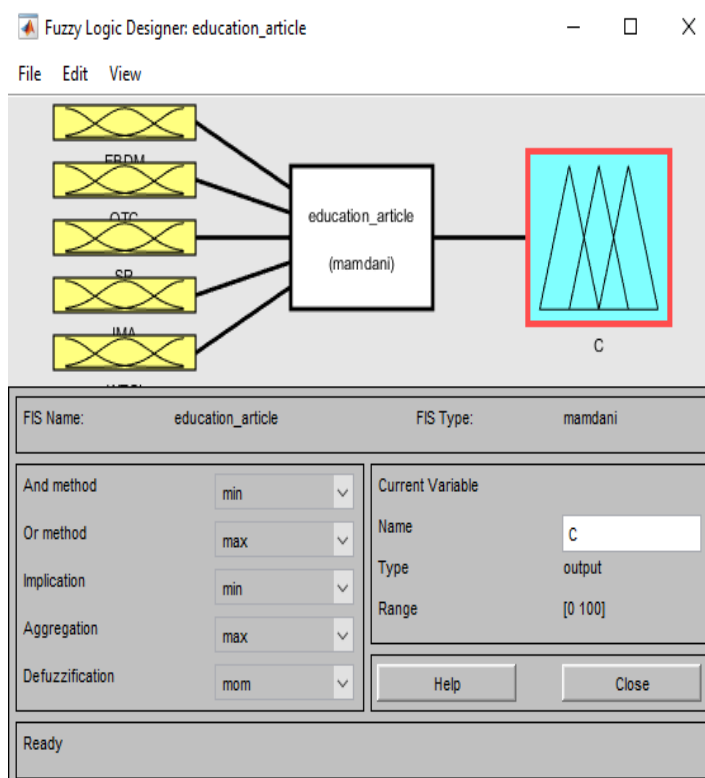 Fuzzy Logic Designer: education_article
File Edit View
education_article
(mamdani)
C
FIS Name: education_article FIS Type: mamdani
And method min
Or method max
Implication min
Aggregation max
Defuzzification mom
Current Variable
Name C
Type output
Range [0 100]
Help Close
Ready